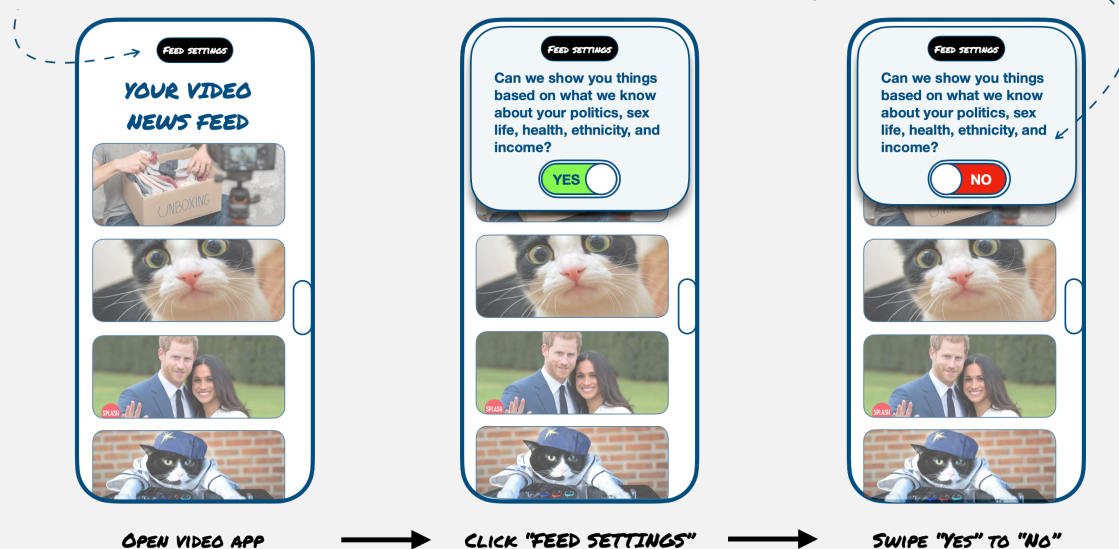 FEED SETTINGS
YOUR VIDEO
NEWS FEED
UNBOXING
SPLASH
OPEN VIDEO APP
FEED SETTINGS
Can we show you things
based on what we know
about your politics, sex
life, health, ethnicity, and
income?
YES
SPLASH
CLICK "FEED SETTINGS"
FEED SETTINGS
Can we show you things
based on what we know
about your politics, sex
life, health, ethnicity, and
income?
NO
SPLASH
SWIPE "YES" TO "NO"